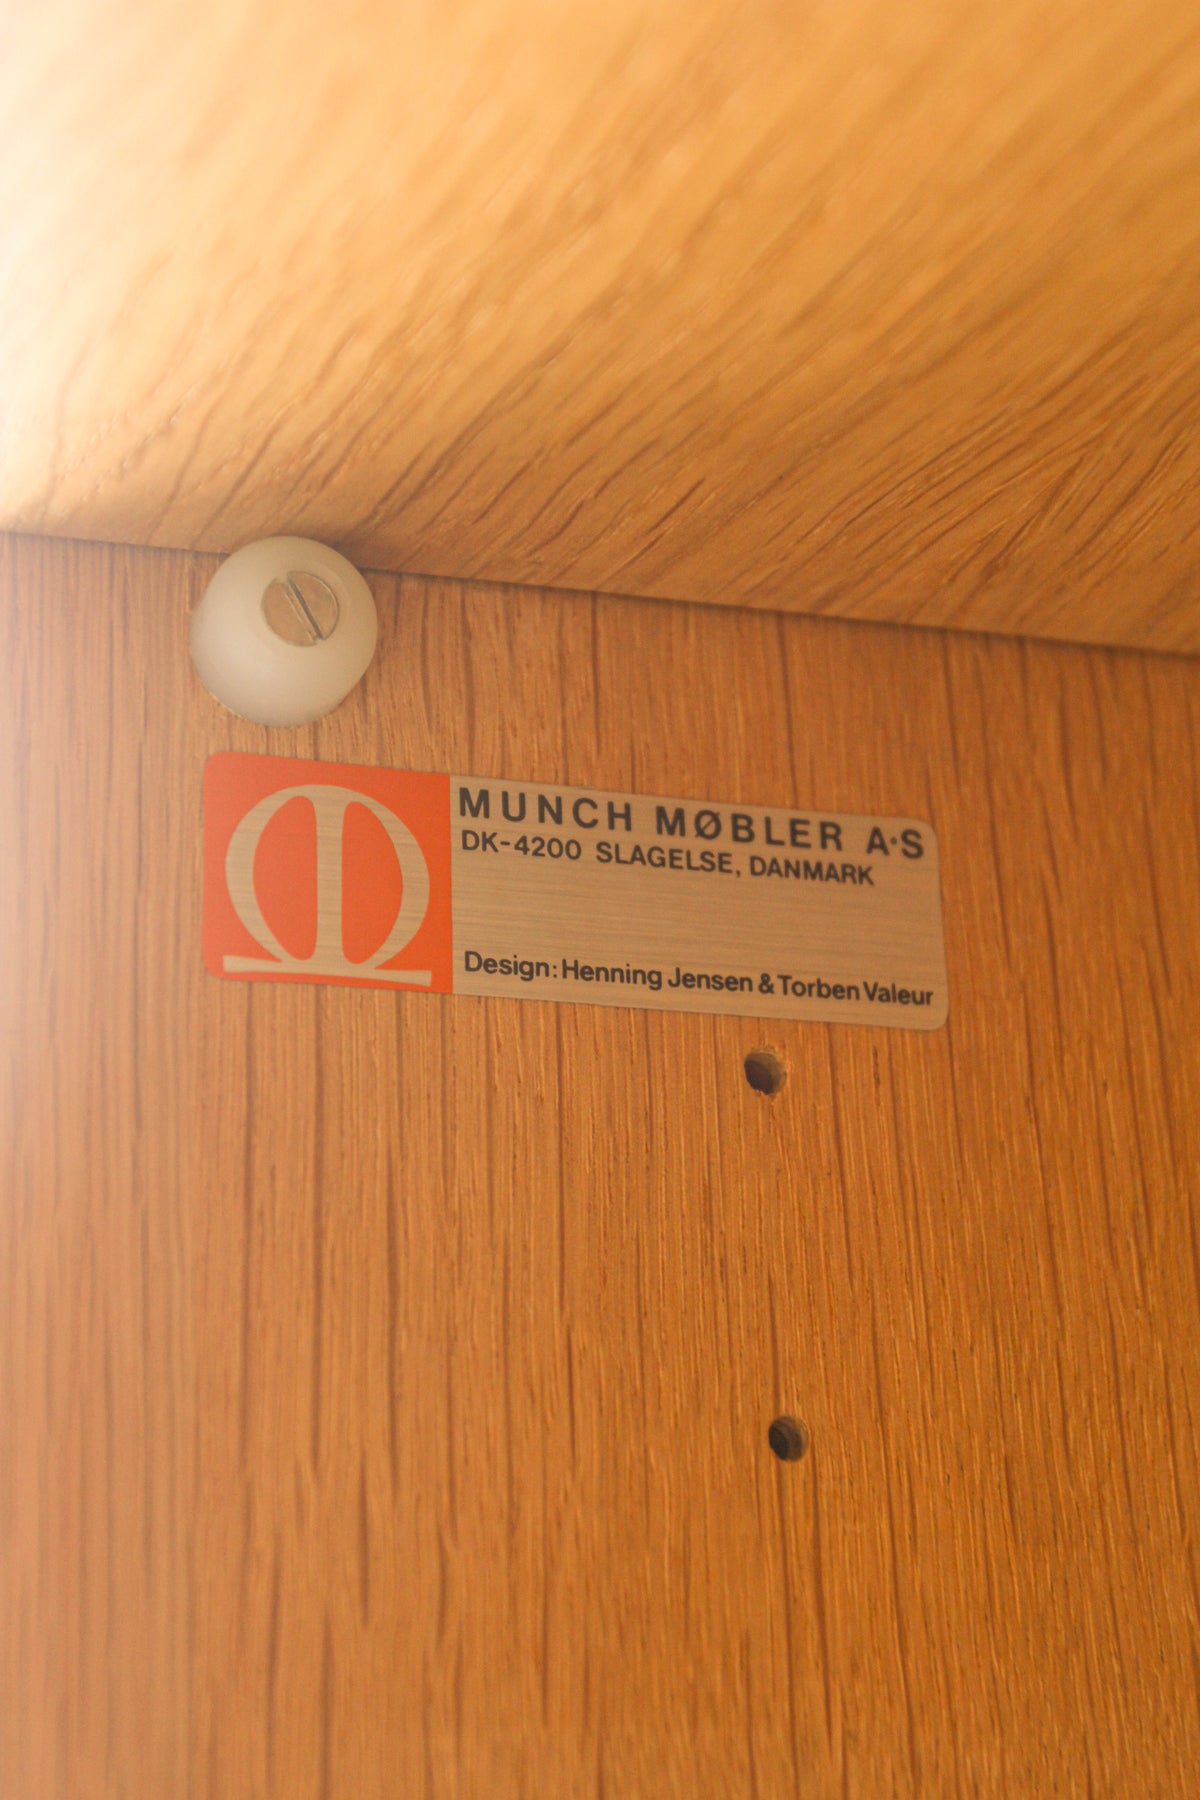 MUNCH MØBLER A·S
DK-4200 SLAGELSE, DANMARK
Design: Henning Jensen & Torben Valeur